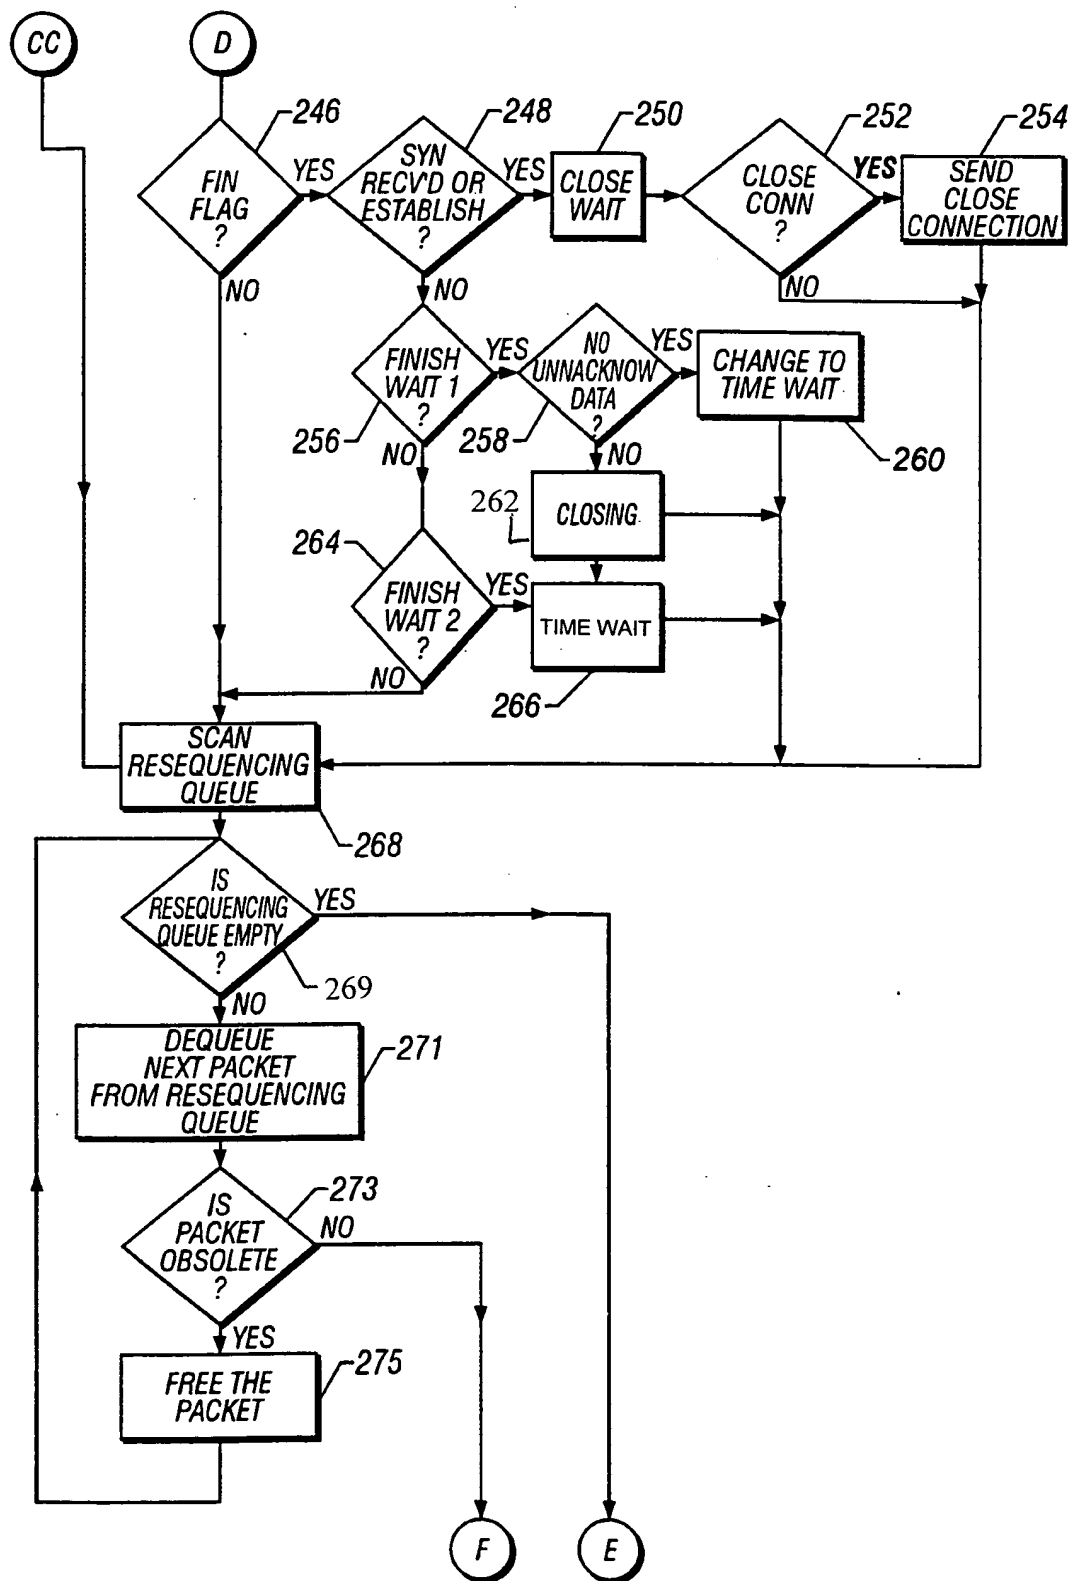 CC
D
246
FIN
FLAG
?
YES
NO
248
SYN
RECV'D OR
ESTABLISH
?
YES
NO
250
CLOSE
WAIT
252
CLOSE
CONN
?
YES
NO
254
SEND
CLOSE
CONNECTION
FINISH
WAIT 1
?
256
YES
NO
NO
UNNACKNOW
DATA
?
258
YES
NO
CHANGE TO
TIME WAIT
260
262
CLOSING
264
FINISH
WAIT 2
?
YES
NO
TIME WAIT
266
SCAN
RESEQUENCING
QUEUE
268
IS
RESEQUENCING
QUEUE EMPTY
?
YES
269
NO
DEQUEUE
NEXT PACKET
FROM RESEQUENCING
QUEUE
271
IS
PACKET
OBSOLETE
?
273
NO
YES
FREE THE
PACKET
275
F
E